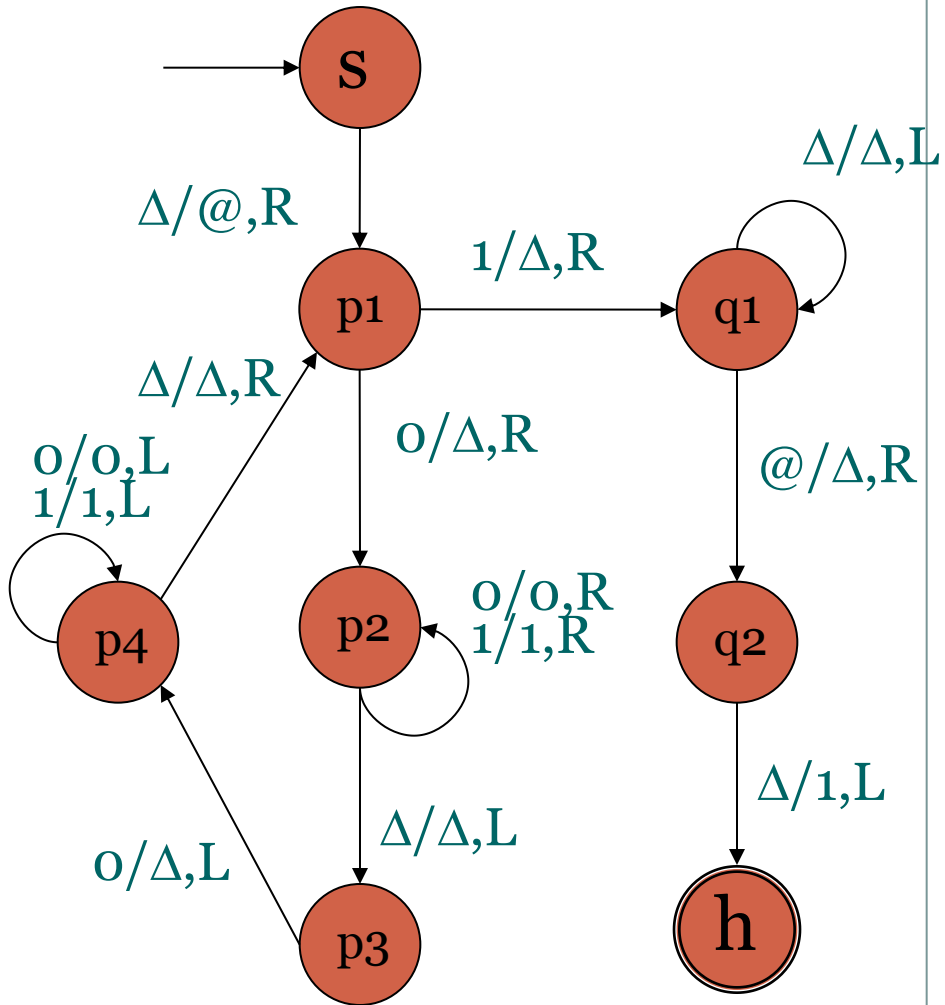 s
Δ/Δ,L
Δ/@,R
1/Δ,R
p1
q1
Δ/Δ,R
0/Δ,R
0/0,L
1/1,L
@/Δ,R
0/0,R
1/1,R
p4
p2
q2
Δ/1,L
Δ/Δ,L
0/Δ,L
h
p3